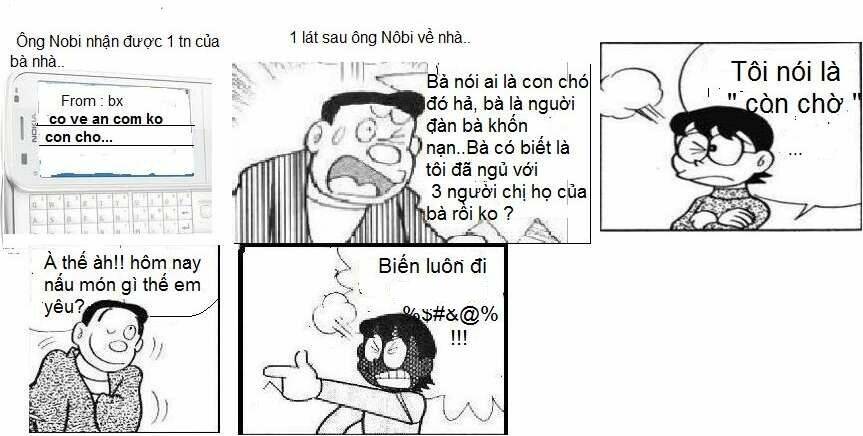 Ông Nobi nhận được 1 tn của
bà nhà..
NOKIA
From : bx
co ve an com ko
con cho...
1 lát sau ông Nôbi về nhà..
Bà nói ai là con chó
đó hả, bà là người
đàn bà khốn
nạn..Bà có biết là
tôi đã ngủ với
3 người chị họ của
bà rồi ko ?
Tôi nói là
" còn chờ "
...
À thế àh!! hôm nay
nấu món gì thế em
yêu?
Biến luôn đi
%$#&@%
!!!